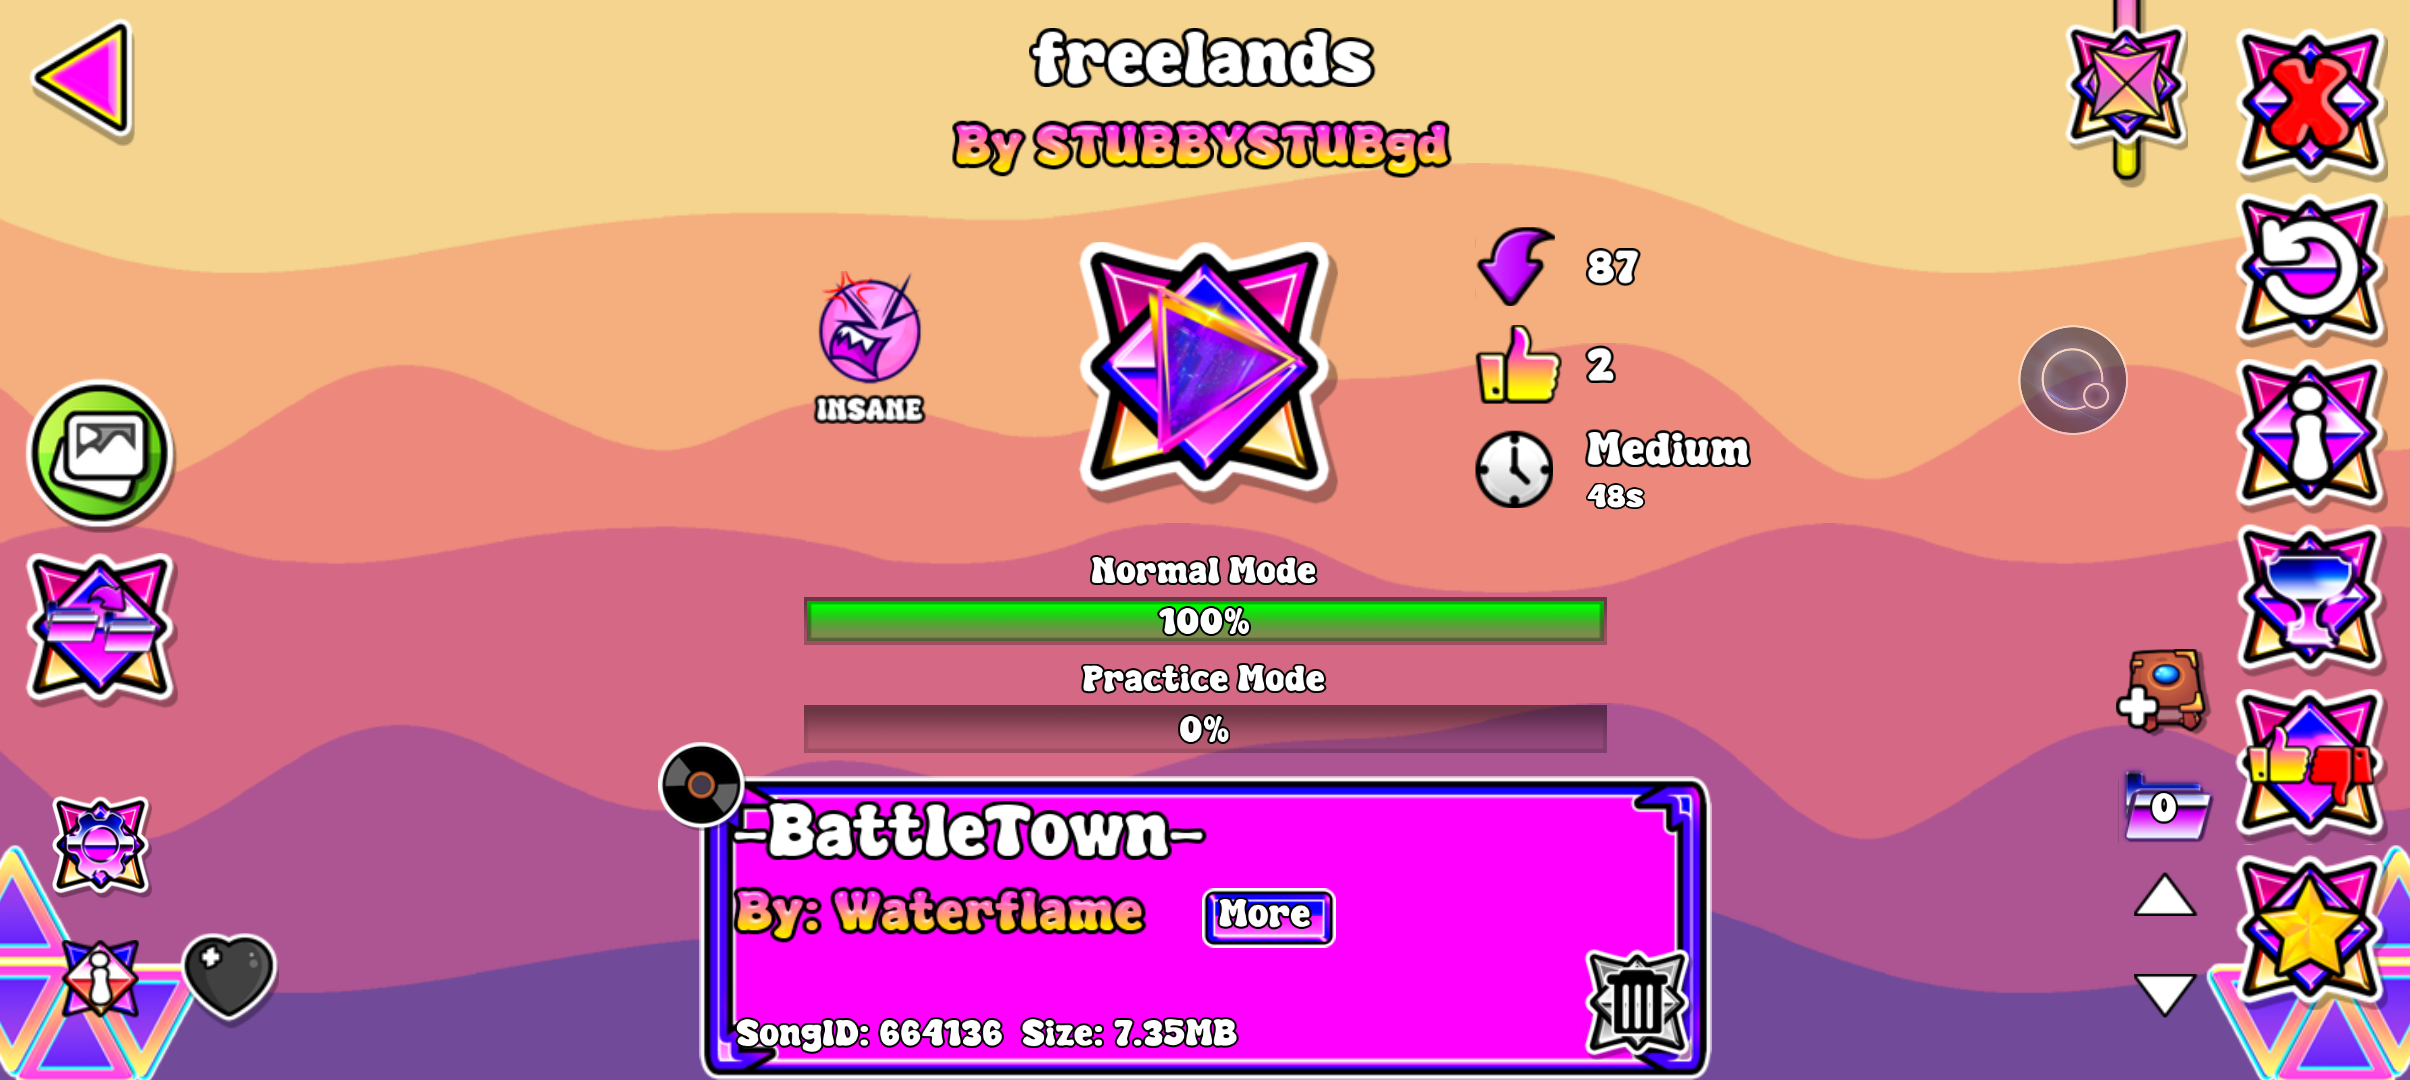 freelands
By STUBBYSTUBgd
87
INSANE
2
Medium
48s
Normal Mode
100%
Practice Mode
0%
-BattleTown-
By: Waterflame
More
SongID: 664136 Size: 7.35MB
0